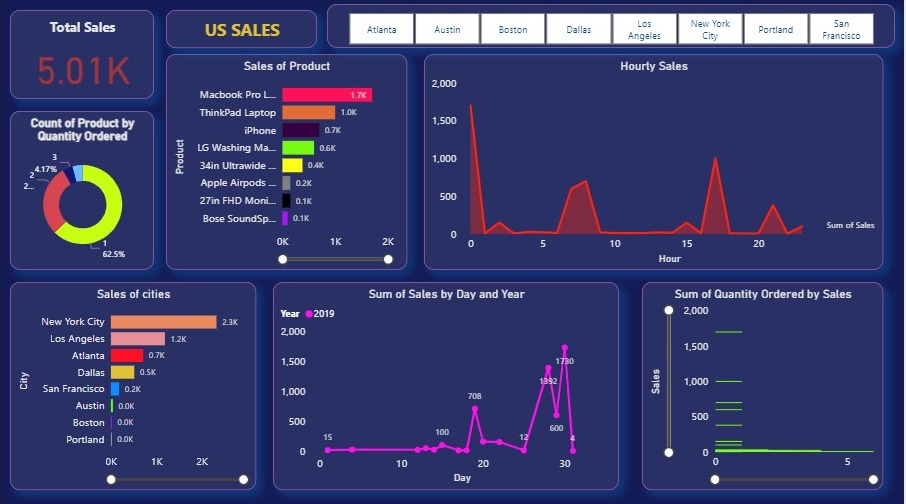 Total Sales
5.01K
US SALES
Atlanta
Austin
Boston
Dallas
Los
Angeles
New York
City
Portland
San
Francisco
Count of Product by
Quantity Ordered
3
4.17%
2
2...
1
62.5%
Sales of Product
Product
Macbook Pro L...
1.7K
ThinkPad Laptop
1.0K
iPhone
0.7K
LG Washing Ma...
0.6K
34in Ultrawide ...
0.4K
Apple Airpods ...
0.2K
27in FHD Moni...
0.1K
Bose SoundSp...
0.1K
0K 1K 2K
Hourly Sales
2,000
1,500
1,000
500
0
0 5 10 15 20
Hour
Sum of Sales
Sales of cities
City
New York City 2.3K
Los Angeles 1.2K
Atlanta 0.7K
Dallas 0.5K
San Francisco 0.2K
Austin 0.0K
Boston 0.0K
Portland 0.0K
0K 1K 2K
Sum of Sales by Day and Year
Year 2019
2,000
1,500
1,000
500
0
15
100
708
12
1392
600
1730
4
0 10 20 30
Day
Sum of Quantity Ordered by Sales
Sales
2,000
1,500
1,000
500
0
0 5